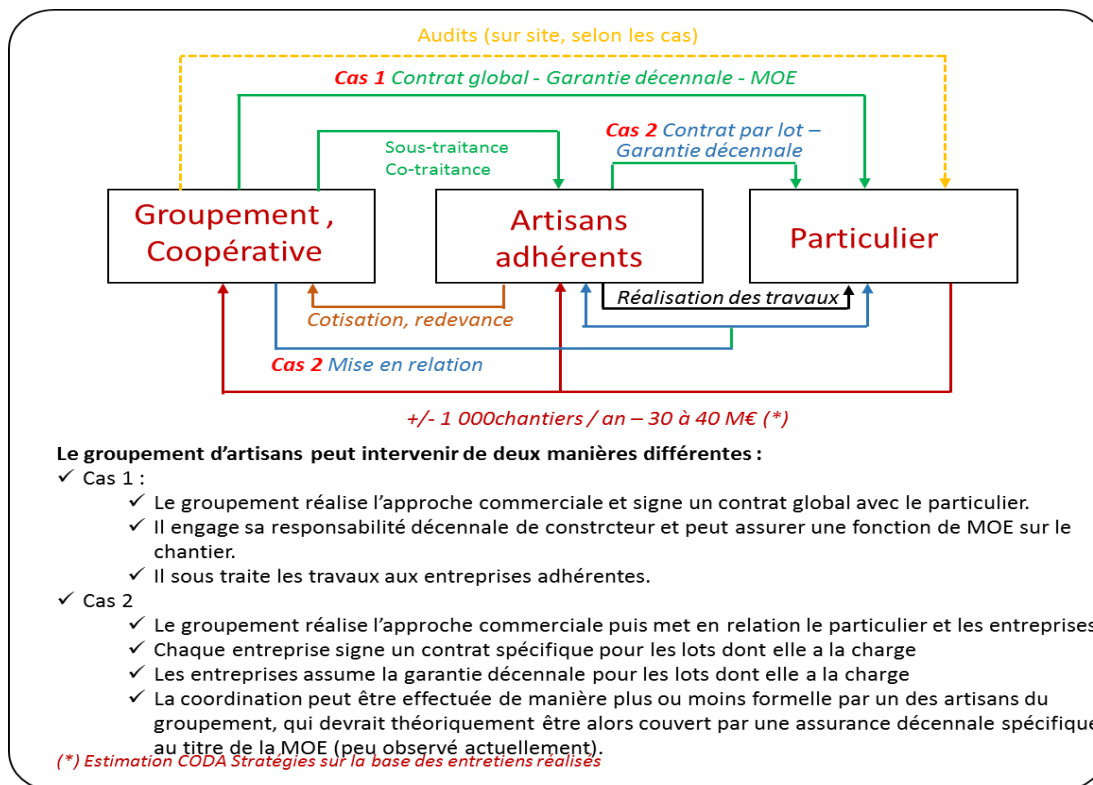 Audits (sur site, selon les cas)
Cas 1 Contrat global - Garantie décennale - MOE
Cas 2 Contrat par lot –
Garantie décennale
Sous-traitance
Co-traitance
Groupement ,
Coopérative
Artisans
adhérents
Particulier
Réalisation des travaux
Cotisation, redevance
Cas 2 Mise en relation
+/- 1 000chantiers / an – 30 à 40 M€ (*)
Le groupement d’artisans peut intervenir de deux manières différentes :
✓ Cas 1 :
✓ Le groupement réalise l’approche commerciale et signe un contrat global avec le particulier.
✓ Il engage sa responsabilité décennale de constrcteur et peut assurer une fonction de MOE sur le
chantier.
✓ Il sous traite les travaux aux entreprises adhérentes.
✓ Cas 2
✓ Le groupement réalise l’approche commerciale puis met en relation le particulier et les entreprises
✓ Chaque entreprise signe un contrat spécifique pour les lots dont elle a la charge
✓ Les entreprises assume la garantie décennale pour les lots dont elle a la charge
✓ La coordination peut être effectuée de manière plus ou moins formelle par un des artisans du
groupement, qui devrait théoriquement être alors couvert par une assurance décennale spécifique
au titre de la MOE (peu observé actuellement).
(*) Estimation CODA Stratégies sur la base des entretiens réalisés